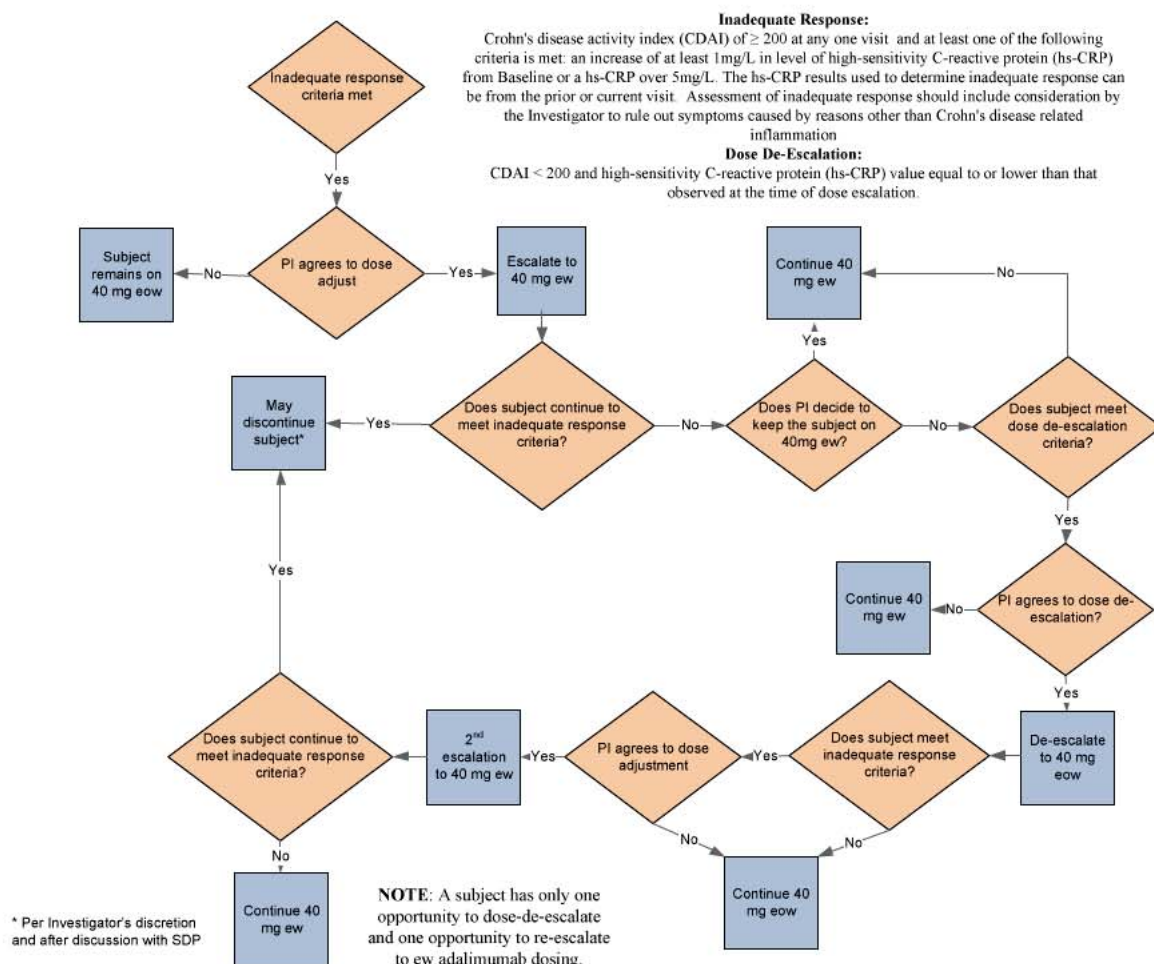 Inadequate Response:
Crohn's disease activity index (CDAI) of ≥ 200 at any one visit and at least one of the following
criteria is met: an increase of at least 1mg/L in level of high-sensitivity C-reactive protein (hs-CRP)
from Baseline or a hs-CRP over 5mg/L. The hs-CRP results used to determine inadequate response can
be from the prior or current visit. Assessment of inadequate response should include consideration by
the Investigator to rule out symptoms caused by reasons other than Crohn's disease related
inflammation
Dose De-Escalation:
CDAI < 200 and high-sensitivity C-reactive protein (hs-CRP) value equal to or lower than that
observed at the time of dose escalation.
Inadequate response
criteria met
Yes
PI agrees to dose
adjust
No
Subject
remains on
40 mg eow
Yes
Escalate to
40 mg ew
Does subject continue to
meet inadequate response
criteria?
Yes
May
discontinue
subject*
No
Does PI decide to
keep the subject on
40mg ew?
Yes
Continue 40
mg ew
No
Does subject meet
dose de-escalation
criteria?
No
Yes
PI agrees to dose de-
escalation?
No
Continue 40
mg ew
Yes
De-escalate
to 40 mg
eow
Does subject meet
inadequate response
criteria?
Yes
No
PI agrees to dose
adjustment
No
Continue 40
mg eow
Yes
2nd
escalation
to 40 mg ew
Does subject continue to
meet inadequate response
criteria?
Yes
No
Continue 40
mg ew
* Per Investigator's discretion
and after discussion with SDP
NOTE: A subject has only one
opportunity to dose-de-escalate
and one opportunity to re-escalate
to ew adalimumab dosing.